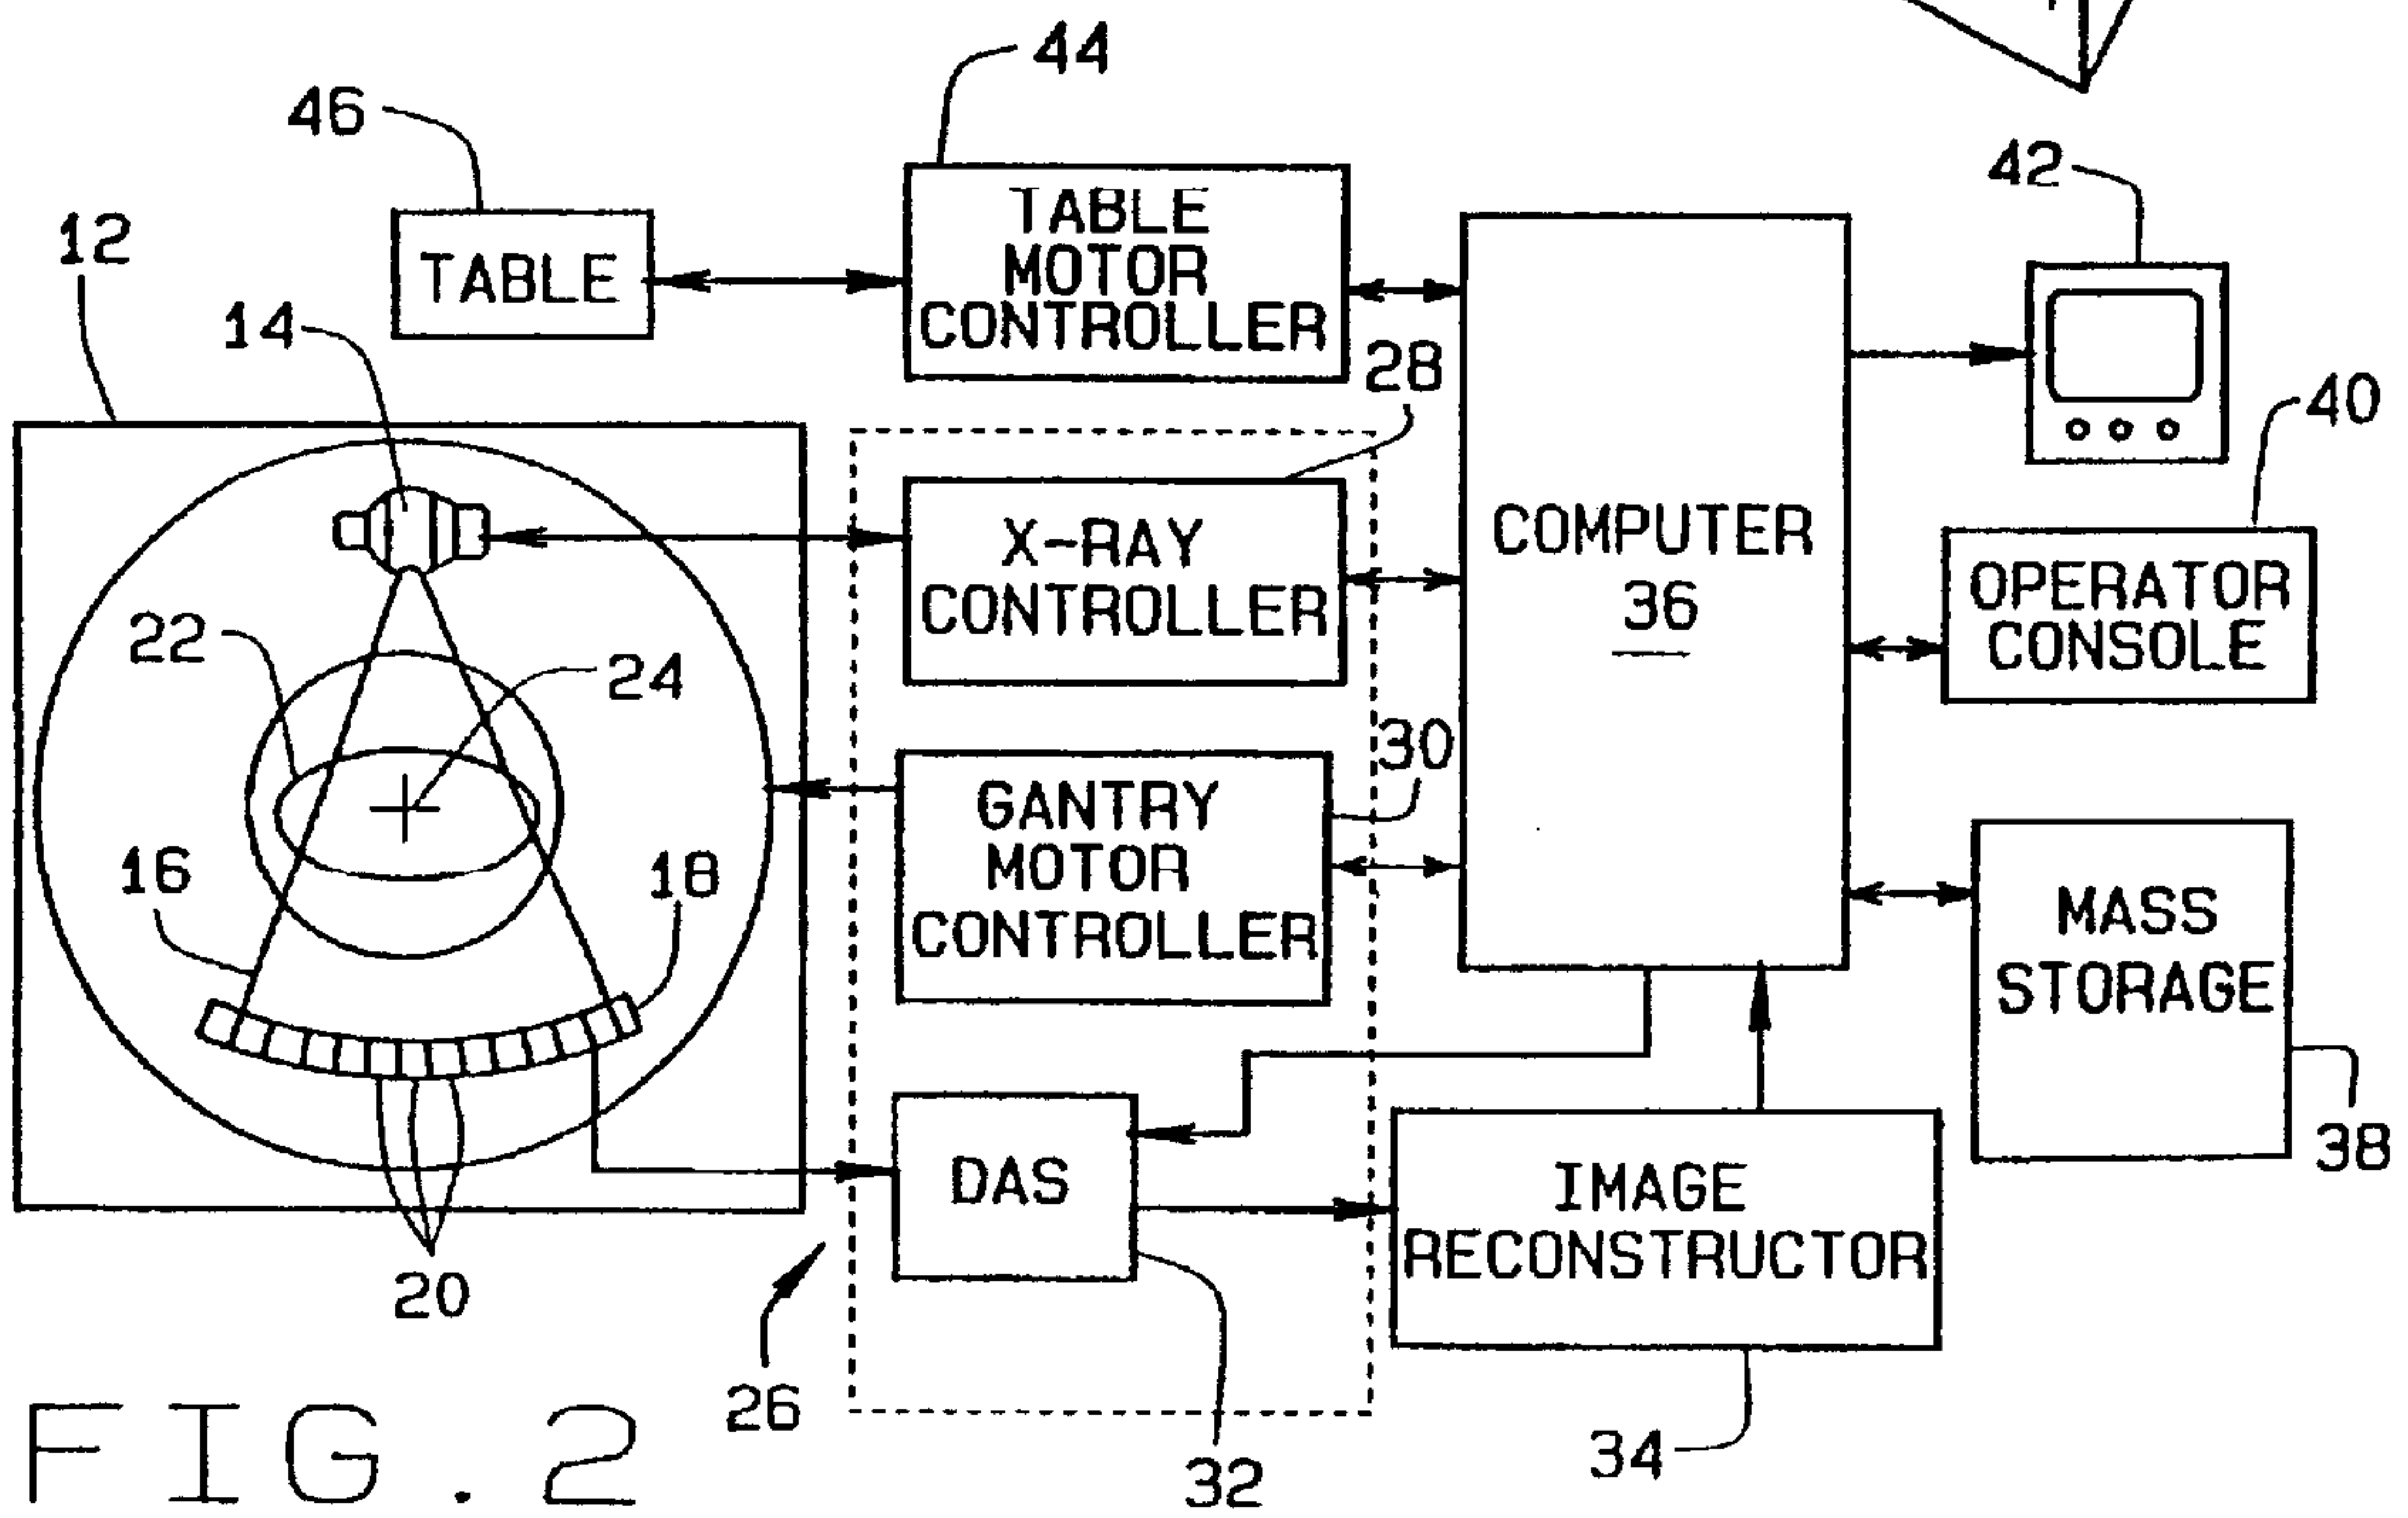 44
46
42
12
TABLE
MOTOR
CONTROLLER
TABLE
14
28
40
X-RAY
CONTROLLER
COMPUTER
36
OPERATOR
CONSOLE
22
24
30
GANTRY
MOTOR
CONTROLLER
16
18
MASS
STORAGE
38
DAS
IMAGE
RECONSTRUCTOR
20
26
32
34
FIG.2